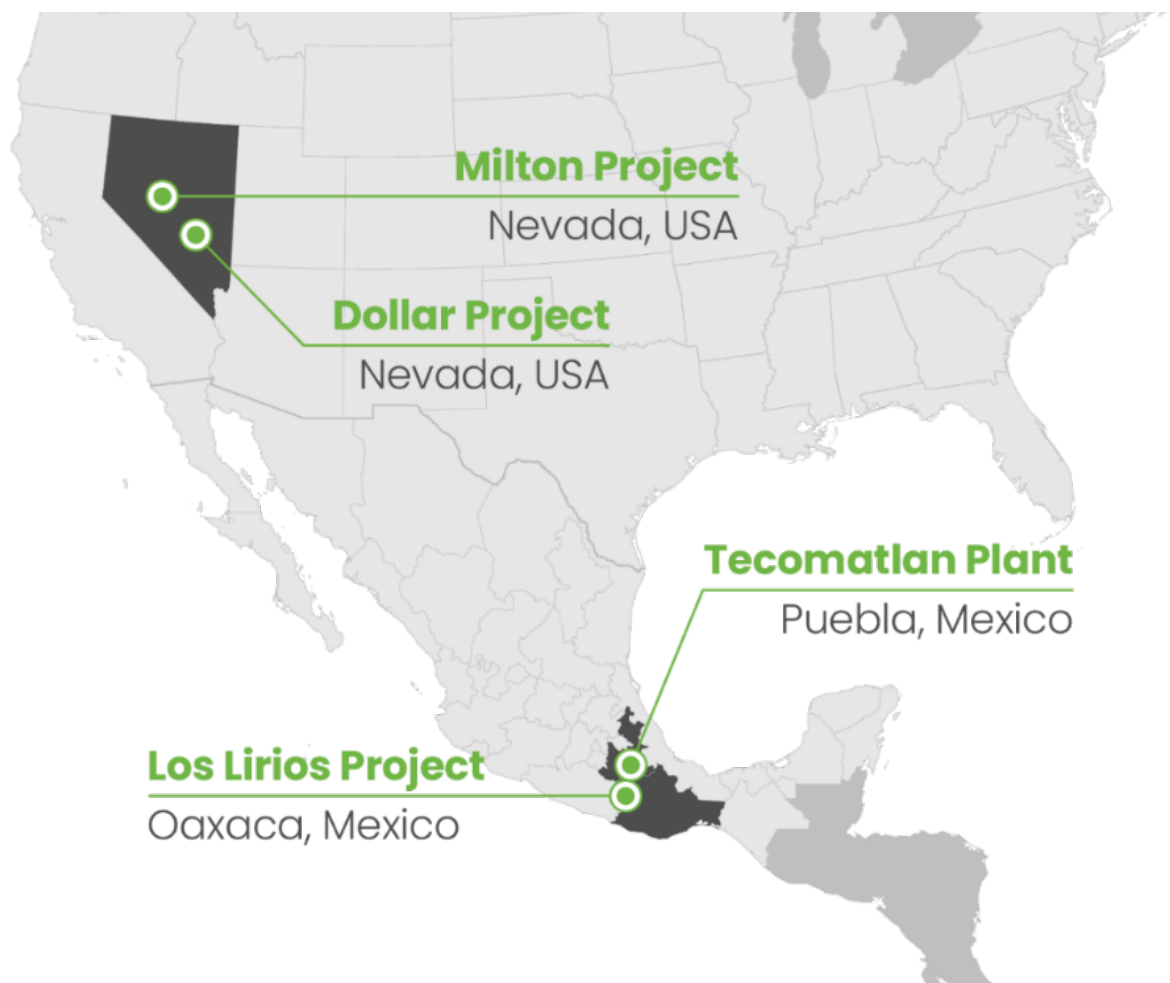 Milton Project
Nevada, USA
Dollar Project
Nevada, USA
Tecomatlan Plant
Puebla, Mexico
Los Lirios Project
Oaxaca, Mexico